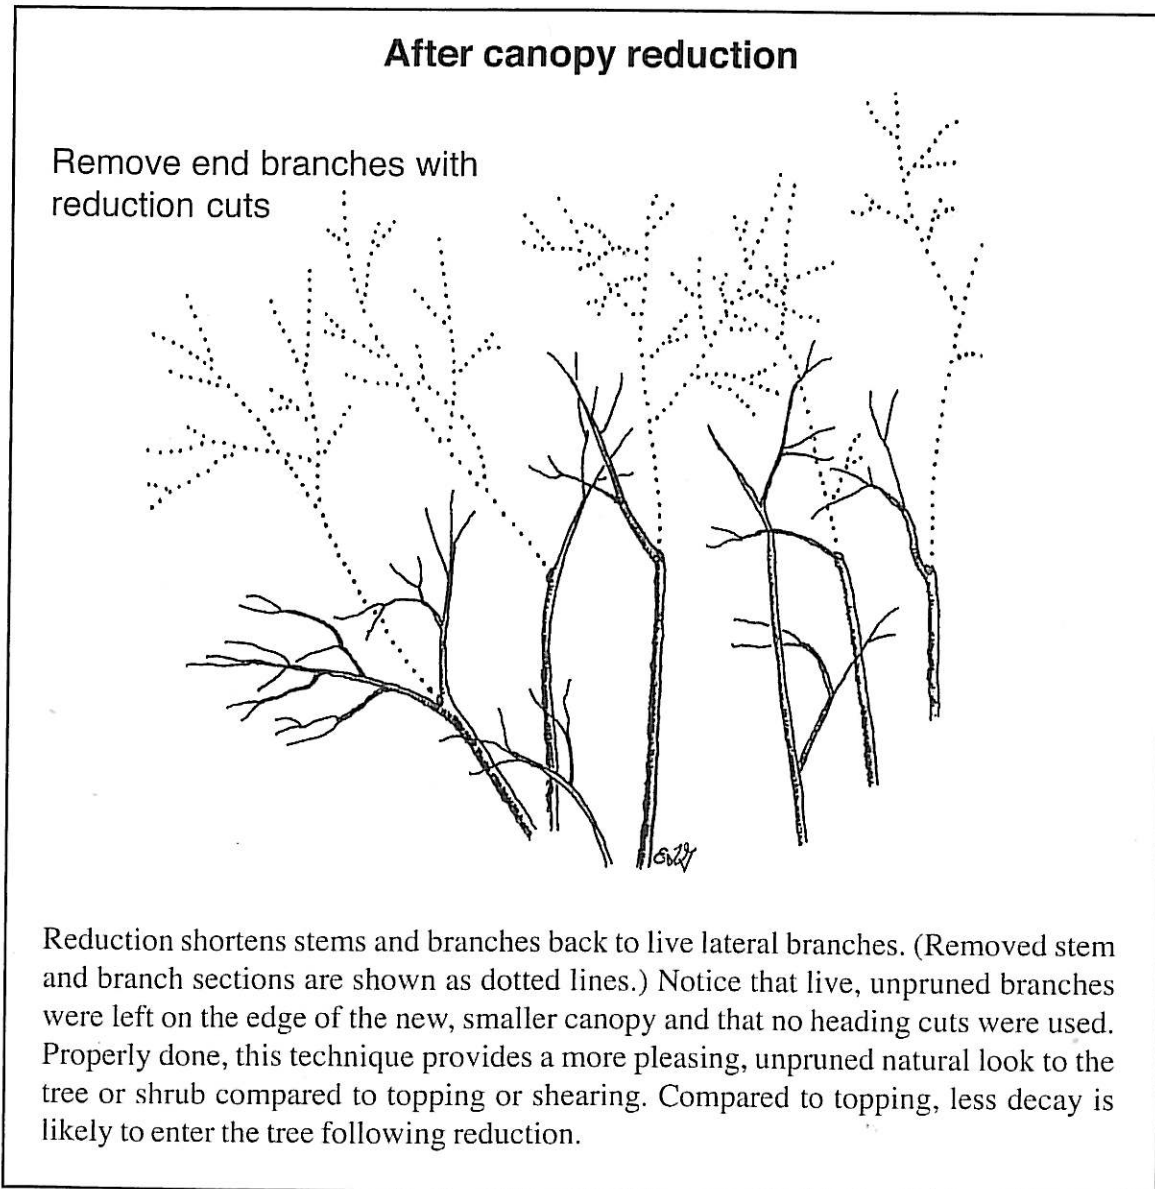 After canopy reduction
Remove end branches with
reduction cuts
Reduction shortens stems and branches back to live lateral branches. (Removed stem
and branch sections are shown as dotted lines.) Notice that live, unpruned branches
were left on the edge of the new, smaller canopy and that no heading cuts were used.
Properly done, this technique provides a more pleasing, unpruned natural look to the
tree or shrub compared to topping or shearing. Compared to topping, less decay is
likely to enter the tree following reduction.